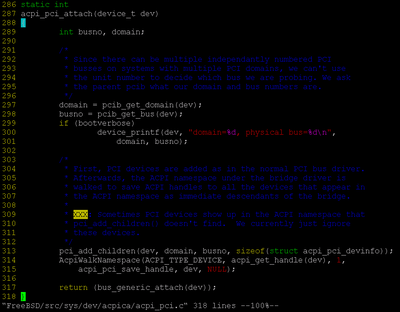 286 static int
287 acpi_pci_attach(device_t dev)
288 {
289 int busno, domain;
290
291 /*
292 * Since there can be multiple independently numbered PCI
293 * busses on systems with multiple PCI domains, we can't use
294 * the unit number to decide which bus we are probing. We ask
295 * the parent pcib what our domain and bus numbers are.
296 */
297 domain = pcib_get_domain(dev);
298 busno = pcib_get_bus(dev);
299 if (bootverbose)
300 device_printf(dev, "domain=%d, physical bus=%d\n",
301 domain, busno);
302
303 /*
304 * First, PCI devices are added as in the normal PCI bus driver.
305 * Afterwards, the ACPI namespace under the bridge driver is
306 * walked to save ACPI handles to all the devices that appear in
307 * the ACPI namespace as immediate descendants of the bridge.
308 *
309 * XXX: Sometimes PCI devices show up in the ACPI namespace that
310 * pci_add_children() doesn't find. We currently just ignore
311 * these devices.
312 */
313 pci_add_children(dev, domain, busno, sizeof(struct acpi_pci_devinfo));
314 AcpiWalkNamespace(ACPI_TYPE_DEVICE, acpi_get_handle(dev), 1,
315 acpi_pci_save_handle, dev, NULL);
316
317 return (bus_generic_attach(dev));
318 }
"FreeBSD/src/sys/dev/acpica/acpi_pci.c" 318 lines --100%--